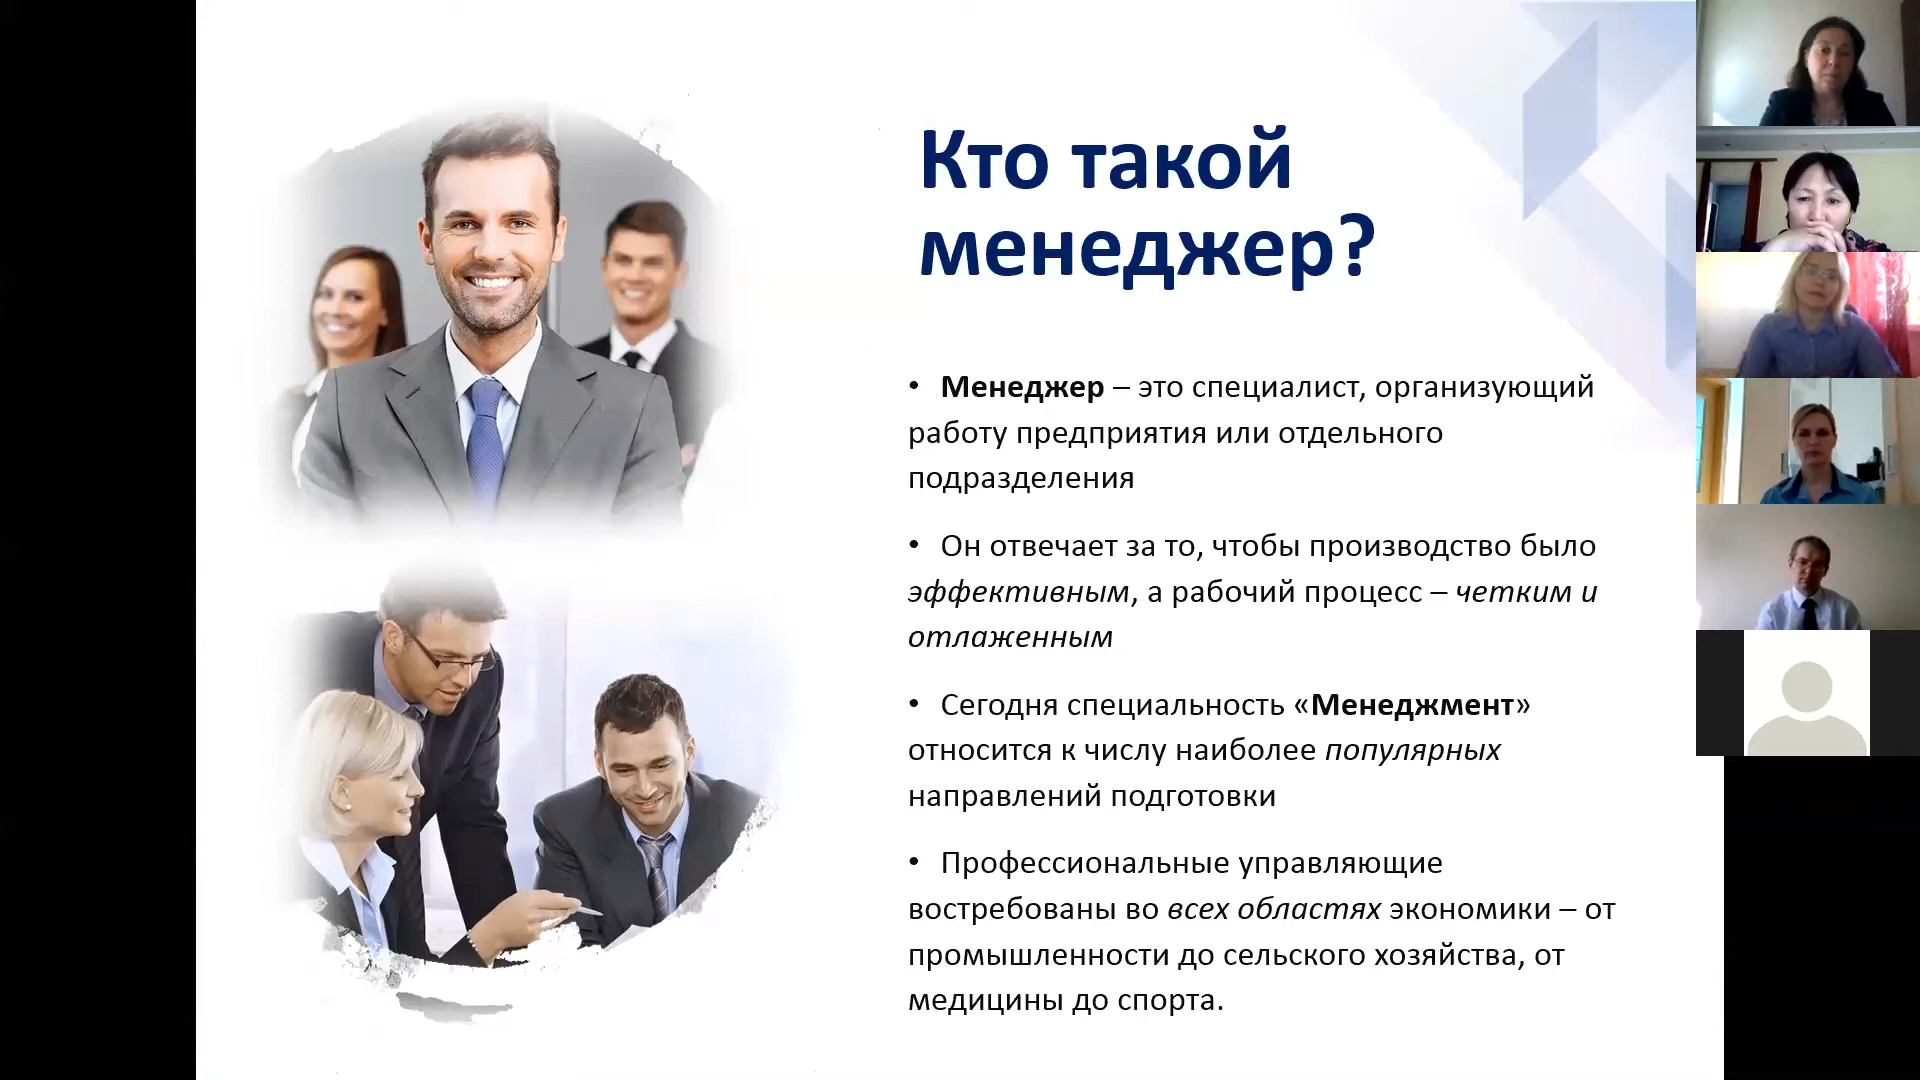 Кто такой
менеджер?
• Менеджер – это специалист, организующий
работу предприятия или отдельного
подразделения
• Он отвечает за то, чтобы производство было
эффективным, а рабочий процесс – четким и
отлаженным
• Сегодня специальность «Менеджмент»
относится к числу наиболее популярных
направлений подготовки
• Профессиональные управляющие
востребованы во всех областях экономики – от
промышленности до сельского хозяйства, от
медицины до спорта.